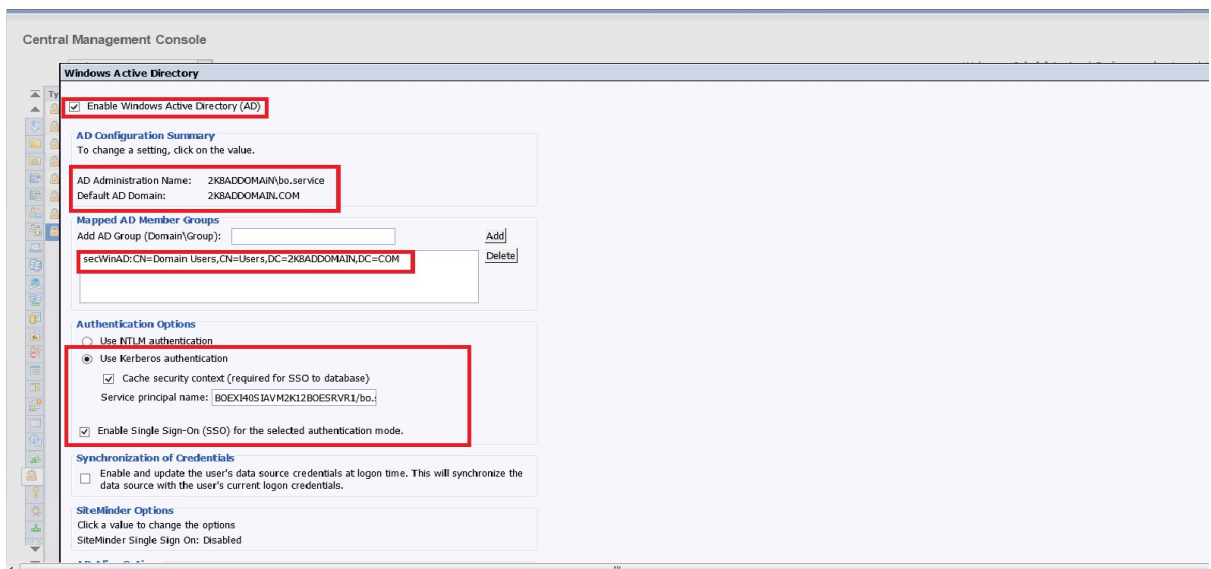 Central Management Console
Windows Active Directory
Ty
Enable Windows Active Directory (AD)
AD Configuration Summary
To change a setting, click on the value.
AD Administration Name: 2K8ADDOMAiN\bo.service
Default AD Domain: 2K8ADDOMAIN.COM
Mapped AD Member Groups
Add AD Group (Domain\Group):
Add
secWinAD:CN=Domain Users,CN=Users,DC=2K8ADDOMAIN,DC=COM
Delete
Authentication Options
Use NTLM authentication
Use Kerberos authentication
Cache security context (required for SSO to database)
Service principal name: BOEXI40SIAVM2K12BOESRVR1/bo.s
Enable Single Sign-On (SSO) for the selected authentication mode.
Synchronization of Credentials
Enable and update the user's data source credentials at logon time. This will synchronize the
data source with the user's current logon credentials.
SiteMinder Options
Click a value to change the options
SiteMinder Single Sign On: Disabled